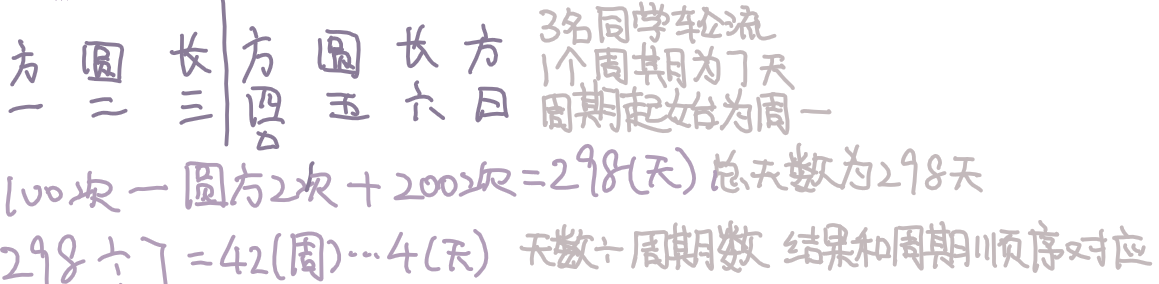 方 圆 长 方 圆 长 方
一 二 三 四 五 六 日
3名同学轮流
1个周期为7天
周期起始为周一
100次一圆方2次+200次=298(天) 总天数为298天
298÷7=42(周)…4(天) 天数÷周期数 结果和周期顺序对应